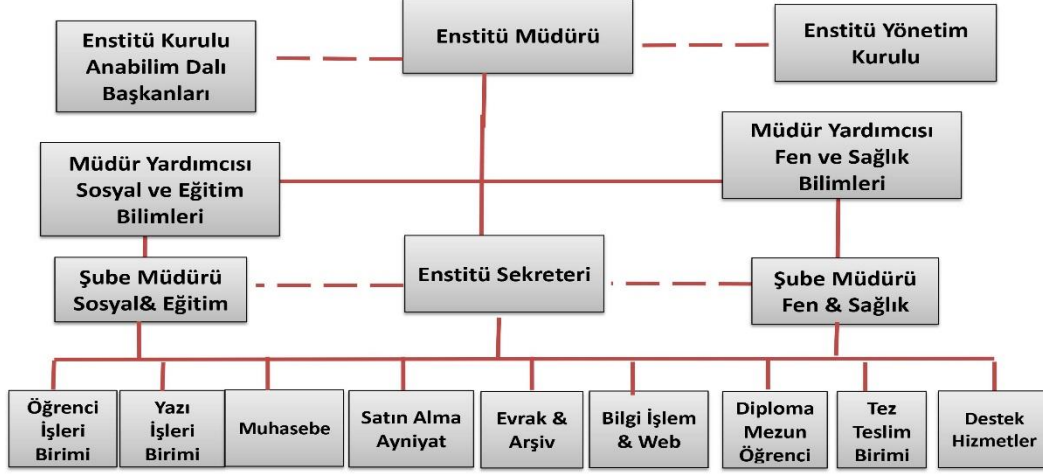 Enstitü Kurulu
Anabilim Dalı
Başkanları
Enstitü Müdürü
Enstitü Yönetim
Kurulu
Müdür Yardımcısı
Sosyal ve Eğitim
Bilimleri
Müdür Yardımcısı
Fen ve Sağlık
Bilimleri
Şube Müdürü
Sosyal& Eğitim
Enstitü Sekreteri
Şube Müdürü
Fen & Sağlık
Öğrenci
İşleri
Birimi
Yazı
İşleri
Birimi
Muhasebe
Satın Alma
Ayniyat
Evrak &
Arşiv
Bilgi İşlem
& Web
Diploma
Mezun
Öğrenci
Tez
Teslim
Birimi
Destek
Hizmetler